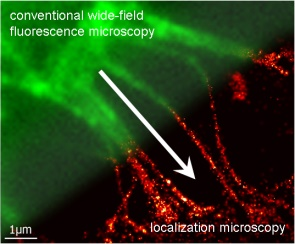 conventional wide-field
fluorescence microscopy
localization microscopy
1µm